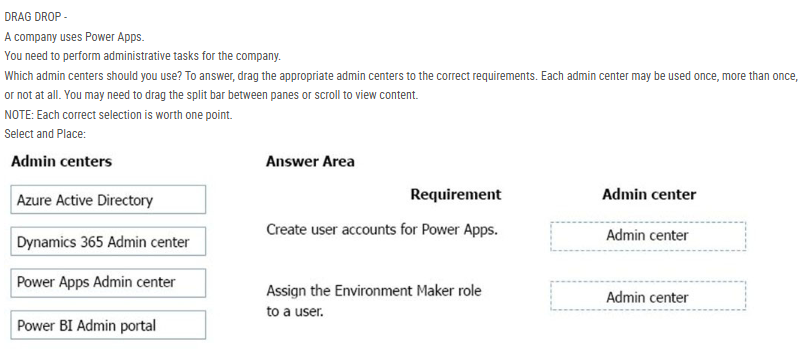 DRAG DROP -
A company uses Power Apps.
You need to perform administrative tasks for the company.
Which admin centers should you use? To answer, drag the appropriate admin centers to the correct requirements. Each admin center may be used once, more than once,
or not at all. You may need to drag the split bar between panes or scroll to view content.
NOTE: Each correct selection is worth one point.
Select and Place:
Admin centers
Answer Area
Requirement
Admin center
Azure Active Directory
Dynamics 365 Admin center
Power Apps Admin center
Power BI Admin portal
Create user accounts for Power Apps.
Admin center
Assign the Environment Maker role
to a user.
Admin center